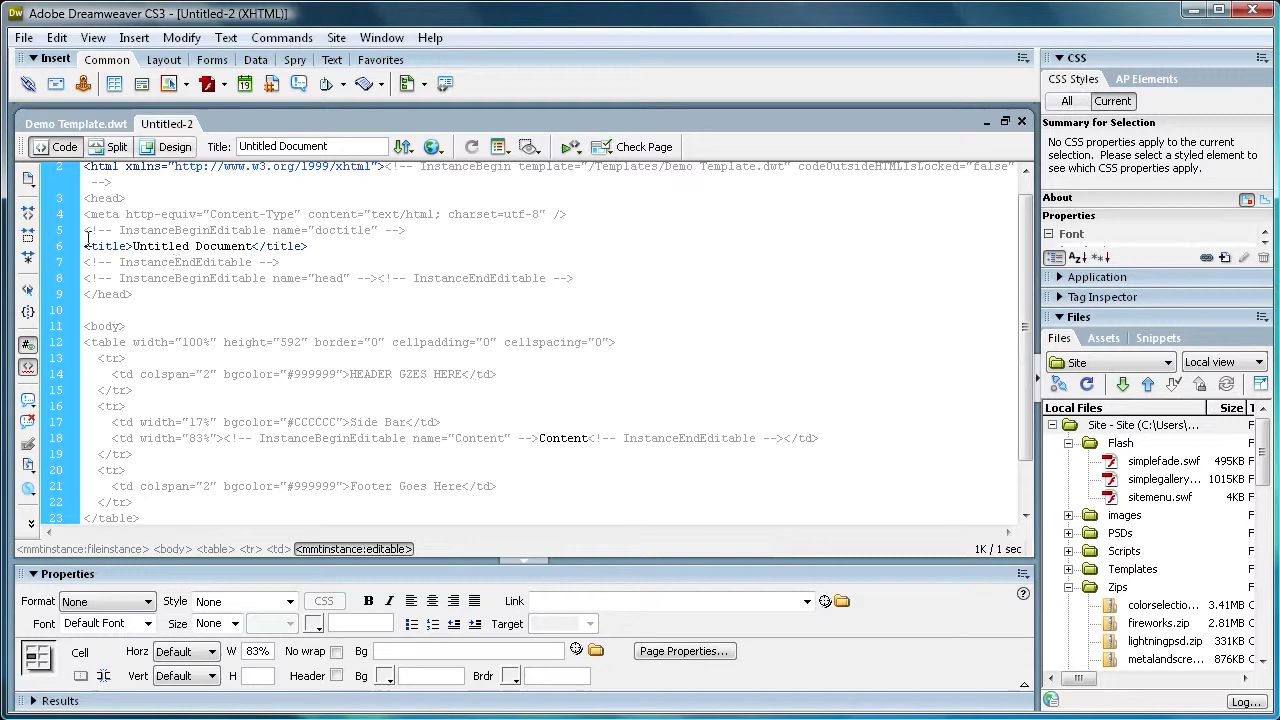 Dw Adobe Dreamweaver CS3 - [Untitled-2 (XHTML)]
File Edit View Insert Modify Text Commands Site Window Help
Insert Common Layout Forms Data Spry Text Favorites
Demo Template.dwt Untitled-2
Code Split Design Title: Untitled Document Check Page
2 <html xmlns="http://www.w3.org/1999/xhtml"><!-- InstanceBegin template="/Templates/Demo Template.dwt" codeOutsideHTMLIsLocked="false"
-->
3 <head>
4 <meta http-equiv="Content-Type" content="text/html; charset=utf-8" />
5 <!-- InstanceBeginEditable name="doctitle" -->
6 <title>Untitled Document</title>
7 <!-- InstanceEndEditable -->
8 <!-- InstanceBeginEditable name="head" --><!-- InstanceEndEditable -->
9 </head>
10
11 <body>
12 <table width="100%" height="592" border="0" cellpadding="0" cellspacing="0">
13 <tr>
14 <td colspan="2" bgcolor="#999999">HEADER GZES HERE</td>
15 </tr>
16 <tr>
17 <td width="17%" bgcolor="#CCCCCC">Side Bar</td>
18 <td width="83%"><!-- InstanceBeginEditable name="Content" -->Content<!-- InstanceEndEditable --></td>
19 </tr>
20 <tr>
21 <td colspan="2" bgcolor="#999999">Footer Goes Here</td>
22 </tr>
23 </table>
<mmtinstance:fileinstance> <body> <table> <tr> <td> <mmtinstance:editable> 1K / 1 sec
Properties
Format None Style None CSS B I Link
Font Default Font Size None Target
Cell Horz Default W 83% No wrap Bg Page Properties...
Vert Default H Header Bg Brdr
Results
CSS
CSS Styles AP Elements
All Current
Summary for Selection
No CSS properties apply to the
current selection. Please select a styled element to
see which CSS properties apply.
About
Properties
Font
Application
Tag Inspector
Files
Files Assets Snippets
Site Local view
Local Files Size T
Site - Site (C:\Users\...
Flash F
simplefade.swf 495KB F
simplegallery... 1015KB F
sitemenu.swf 4KB F
images F
PSDs F
Scripts F
Templates F
Zips F
colorselectio... 3.41MB F
fireworks.zip 2.81MB F
lightningpsd.zip 331KB F
metalandscre... 876KB F
Log...